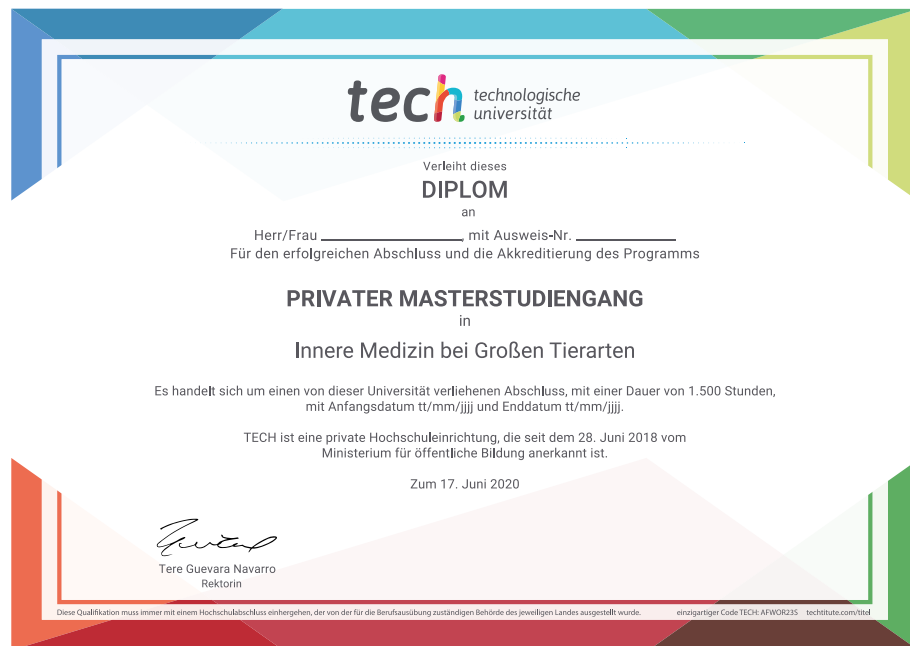 tech technologische
universität
Verleiht dieses
DIPLOM
an
Herr/Frau ____________________, mit Ausweis-Nr. __________________
Für den erfolgreichen Abschluss und die Akkreditierung des Programms
PRIVATER MASTERSTUDIENGANG
in
Innere Medizin bei Großen Tierarten
Es handelt sich um einen von dieser Universität verliehenen Abschluss, mit einer Dauer von 1.500 Stunden,
mit Anfangsdatum tt/mm/jjjj und Enddatum tt/mm/jjjj.
TECH ist eine private Hochschuleinrichtung, die seit dem 28. Juni 2018 vom
Ministerium für öffentliche Bildung anerkannt ist.
Zum 17. Juni 2020
Tere Guevara Navarro
Rektorin
Diese Qualifikation muss immer mit einem Hochschulabschluss einhergehen, der von der für die Berufsausübung zuständigen Behörde des jeweiligen Landes ausgestellt wurde. einzigartiger Code TECH: AFWOR23S techtitute.com/titel